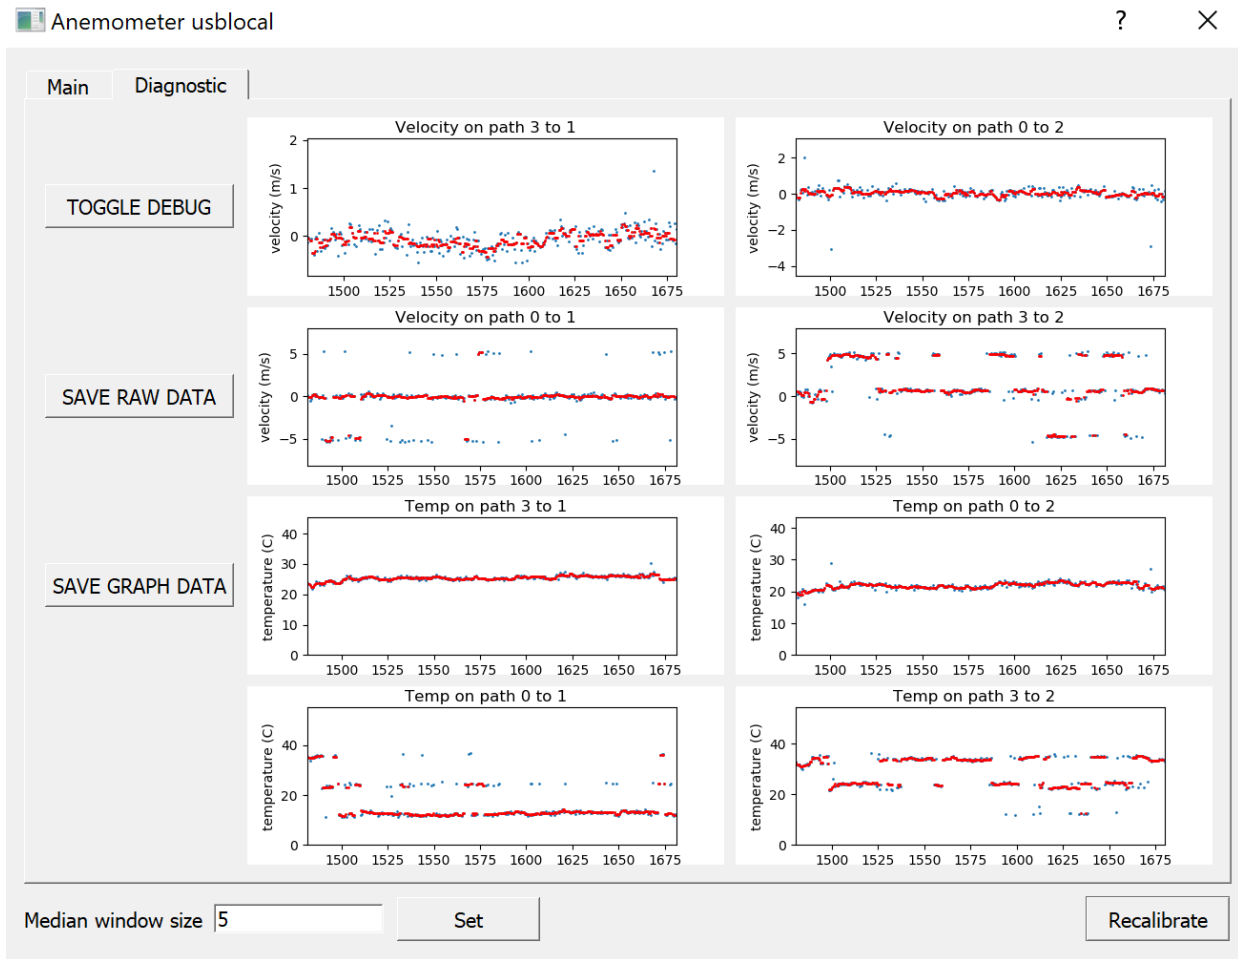 Anemometer usblocal
?
Main Diagnostic
TOGGLE DEBUG
SAVE RAW DATA
SAVE GRAPH DATA
Velocity on path 3 to 1
velocity (m/s)
2
1
0
1500 1525 1550 1575 1600 1625 1650 1675
Velocity on path 0 to 2
velocity (m/s)
2
0
−2
−4
1500 1525 1550 1575 1600 1625 1650 1675
Velocity on path 0 to 1
velocity (m/s)
5
0
−5
1500 1525 1550 1575 1600 1625 1650 1675
Velocity on path 3 to 2
velocity (m/s)
5
0
−5
1500 1525 1550 1575 1600 1625 1650 1675
Temp on path 3 to 1
temperature (C)
40
30
20
10
0
1500 1525 1550 1575 1600 1625 1650 1675
Temp on path 0 to 2
temperature (C)
40
30
20
10
0
1500 1525 1550 1575 1600 1625 1650 1675
Temp on path 0 to 1
temperature (C)
40
20
0
1500 1525 1550 1575 1600 1625 1650 1675
Temp on path 3 to 2
temperature (C)
40
20
0
1500 1525 1550 1575 1600 1625 1650 1675
Median window size 5 Set Recalibrate